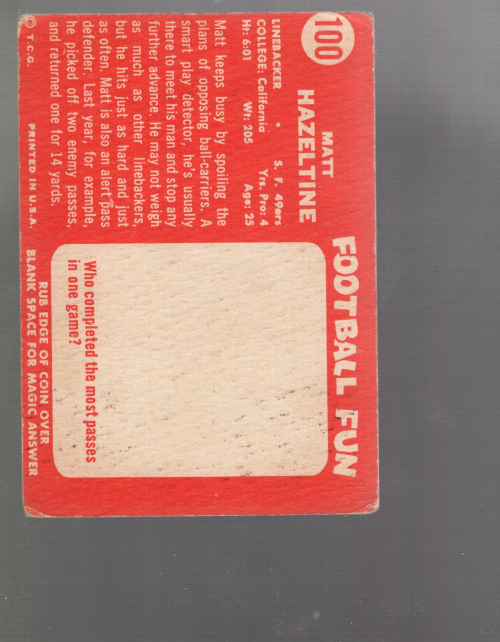 100
MATT
HAZELTINE
LINEBACKER • S. F. 49ers
COLLEGE: California Yrs. Pro: 4
Ht: 6:01 Wt: 205 Age: 25
Matt keeps busy by spoiling the
plans of opposing ball-carriers. A
smart play detector, he's usually
there to meet his man and stop any
further advance. He may not weigh
as much as other linebackers,
but he hits just as hard and just
as often. Matt is also an alert pass
defender. Last year, for example,
he picked off two enemy passes,
and returned one for 14 yards.
© T.C.G. PRINTED IN U.S.A.
FOOTBALL FUN
Who completed the most passes
in one game?
RUB EDGE OF COIN OVER
BLANK SPACE FOR MAGIC ANSWER